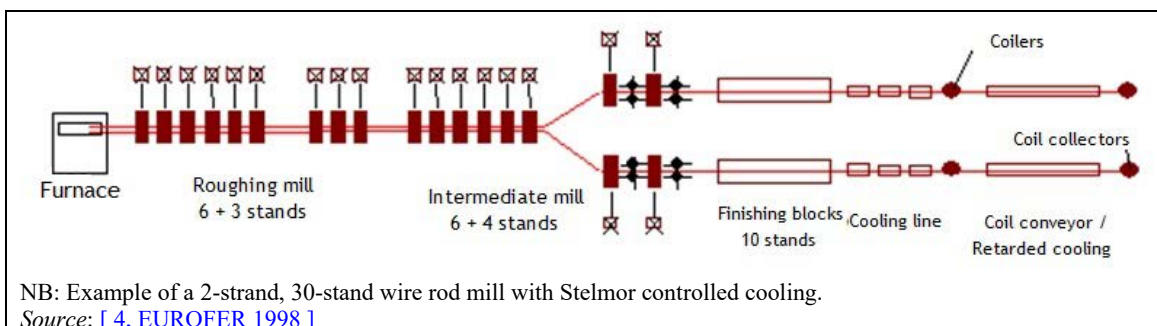 Coilers
Coil collectors
Furnace
Roughing mill
6 + 3 stands
Intermediate mill
6 + 4 stands
Finishing blocks
10 stands
Cooling line
Coil conveyor /
Retarded cooling
NB: Example of a 2-strand, 30-stand wire rod mill with Stelmor controlled cooling.
Source: [ 4, EUROFER 1998 ]